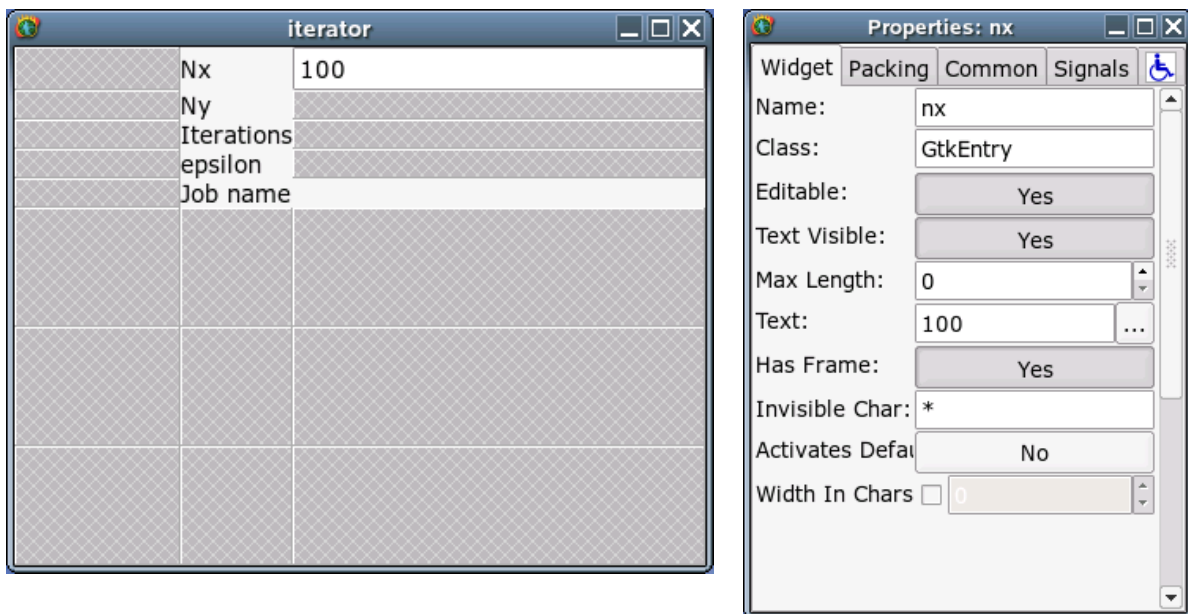 iterator
Nx 100
Ny
Iterations
epsilon
Job name
Properties: nx
Widget Packing Common Signals
Name: nx
Class: GtkEntry
Editable: Yes
Text Visible: Yes
Max Length: 0
Text: 100 ...
Has Frame: Yes
Invisible Char: *
Activates Defau No
Width In Chars 0